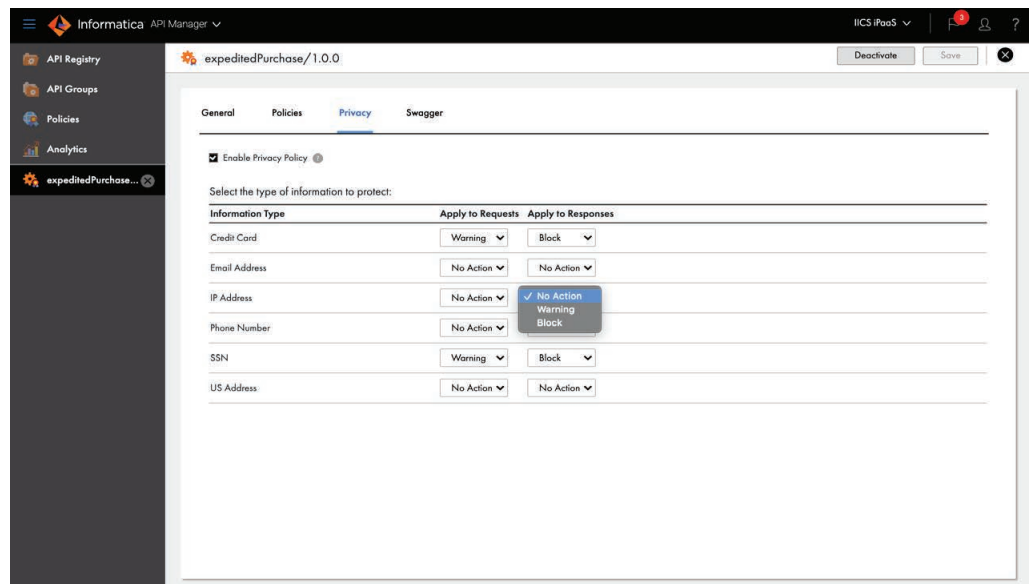 Informatica API Manager
IICS iPaaS
3
?
API Registry
API Groups
Policies
Analytics
expeditedPurchase...
expeditedPurchase/1.0.0
Deactivate
Save
General Policies Privacy Swagger
Enable Privacy Policy ?
Select the type of information to protect:
Information Type Apply to Requests Apply to Responses
Credit Card Warning Block
Email Address No Action No Action
IP Address No Action ✓ No Action
Warning
Block
Phone Number No Action
SSN Warning Block
US Address No Action No Action